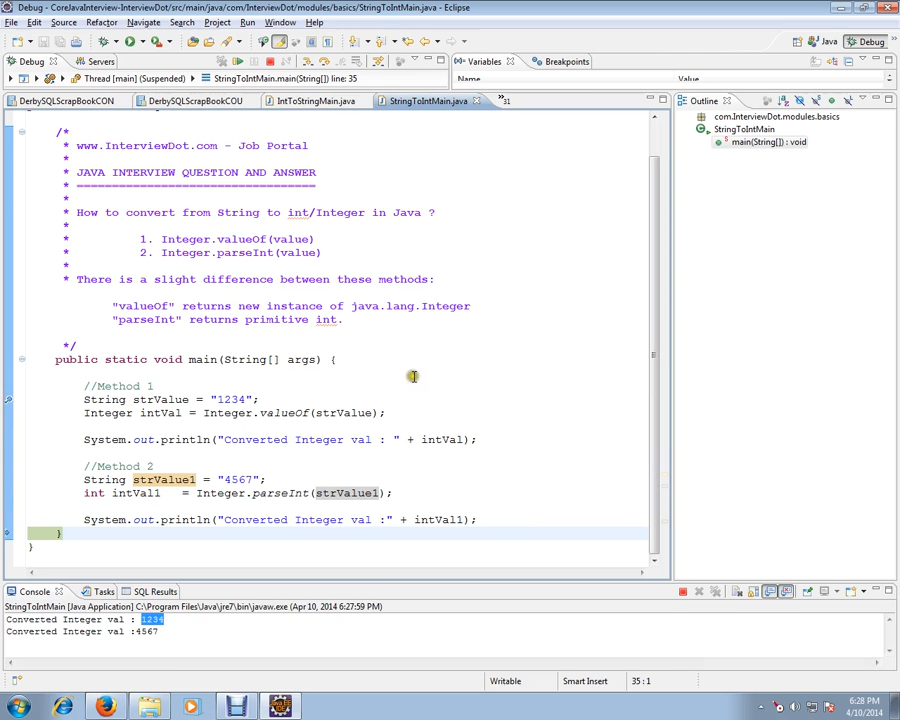 Debug - CoreJavaInterview-InterviewDot/src/main/java/com/InterviewDot/modules/basics/StringToIntMain.java - Eclipse
File Edit Source Refactor Navigate Search Project Run Window Help
Java Debug
Debug Servers
Variables Breakpoints
Thread [main] (Suspended) StringToIntMain.main(String[]) line: 35
Name Value
DerbySQLScrapBookCON DerbySQLScrapBookCOU IntToStringMain.java StringToIntMain.java »31
Outline
com.InterviewDot.modules.basics
StringToIntMain
main(String[]) : void
/*
* www.InterviewDot.com - Job Portal
*
* JAVA INTERVIEW QUESTION AND ANSWER
* ==================================
*
* How to convert from String to int/Integer in Java ?
*
* 1. Integer.valueOf(value)
* 2. Integer.parseInt(value)
*
* There is a slight difference between these methods:
"valueOf" returns new instance of java.lang.Integer
"parseInt" returns primitive int.
*/
public static void main(String[] args) {
//Method 1
String strValue = "1234";
Integer intVal = Integer.valueOf(strValue);
System.out.println("Converted Integer val : " + intVal);
//Method 2
String strValue1 = "4567";
int intVal1 = Integer.parseInt(strValue1);
System.out.println("Converted Integer val :" + intVal1);
}
}
Console Tasks SQL Results
StringToIntMain [Java Application] C:\Program Files\Java\jre7\bin\javaw.exe (Apr 10, 2014 6:27:59 PM)
Converted Integer val : 1234
Converted Integer val :4567
Writable Smart Insert 35 : 1
6:28 PM
4/10/2014